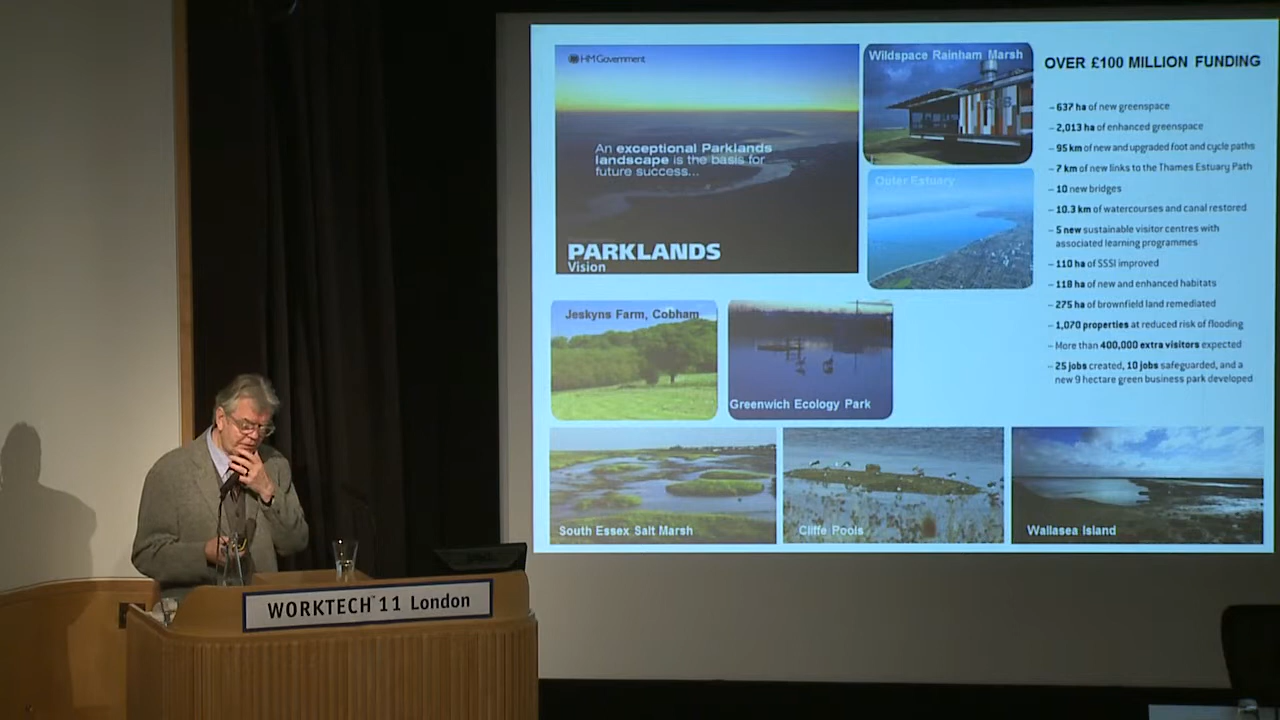 HM Government
An exceptional Parklands
landscape is the basis for
future success...
PARKLANDS
Vision
Wildspace Rainham Marsh
Outer Estuary
OVER £100 MILLION FUNDING
– 637 ha of new greenspace
– 2,013 ha of enhanced greenspace
– 95 km of new and upgraded foot and cycle paths
– 7 km of new links to the Thames Estuary Path
– 10 new bridges
– 10.3 km of watercourses and canal restored
– 5 new sustainable visitor centres with
associated learning programmes
– 110 ha of SSSI improved
– 118 ha of new and enhanced habitats
– 275 ha of brownfield land remediated
– 1,070 properties at reduced risk of flooding
– More than 400,000 extra visitors expected
– 25 jobs created, 10 jobs safeguarded, and a
new 9 hectare green business park developed
Jeskyns Farm, Cobham
Greenwich Ecology Park
South Essex Salt Marsh
Cliffe Pools
Wallasea Island
WORKTECH™ 11 London